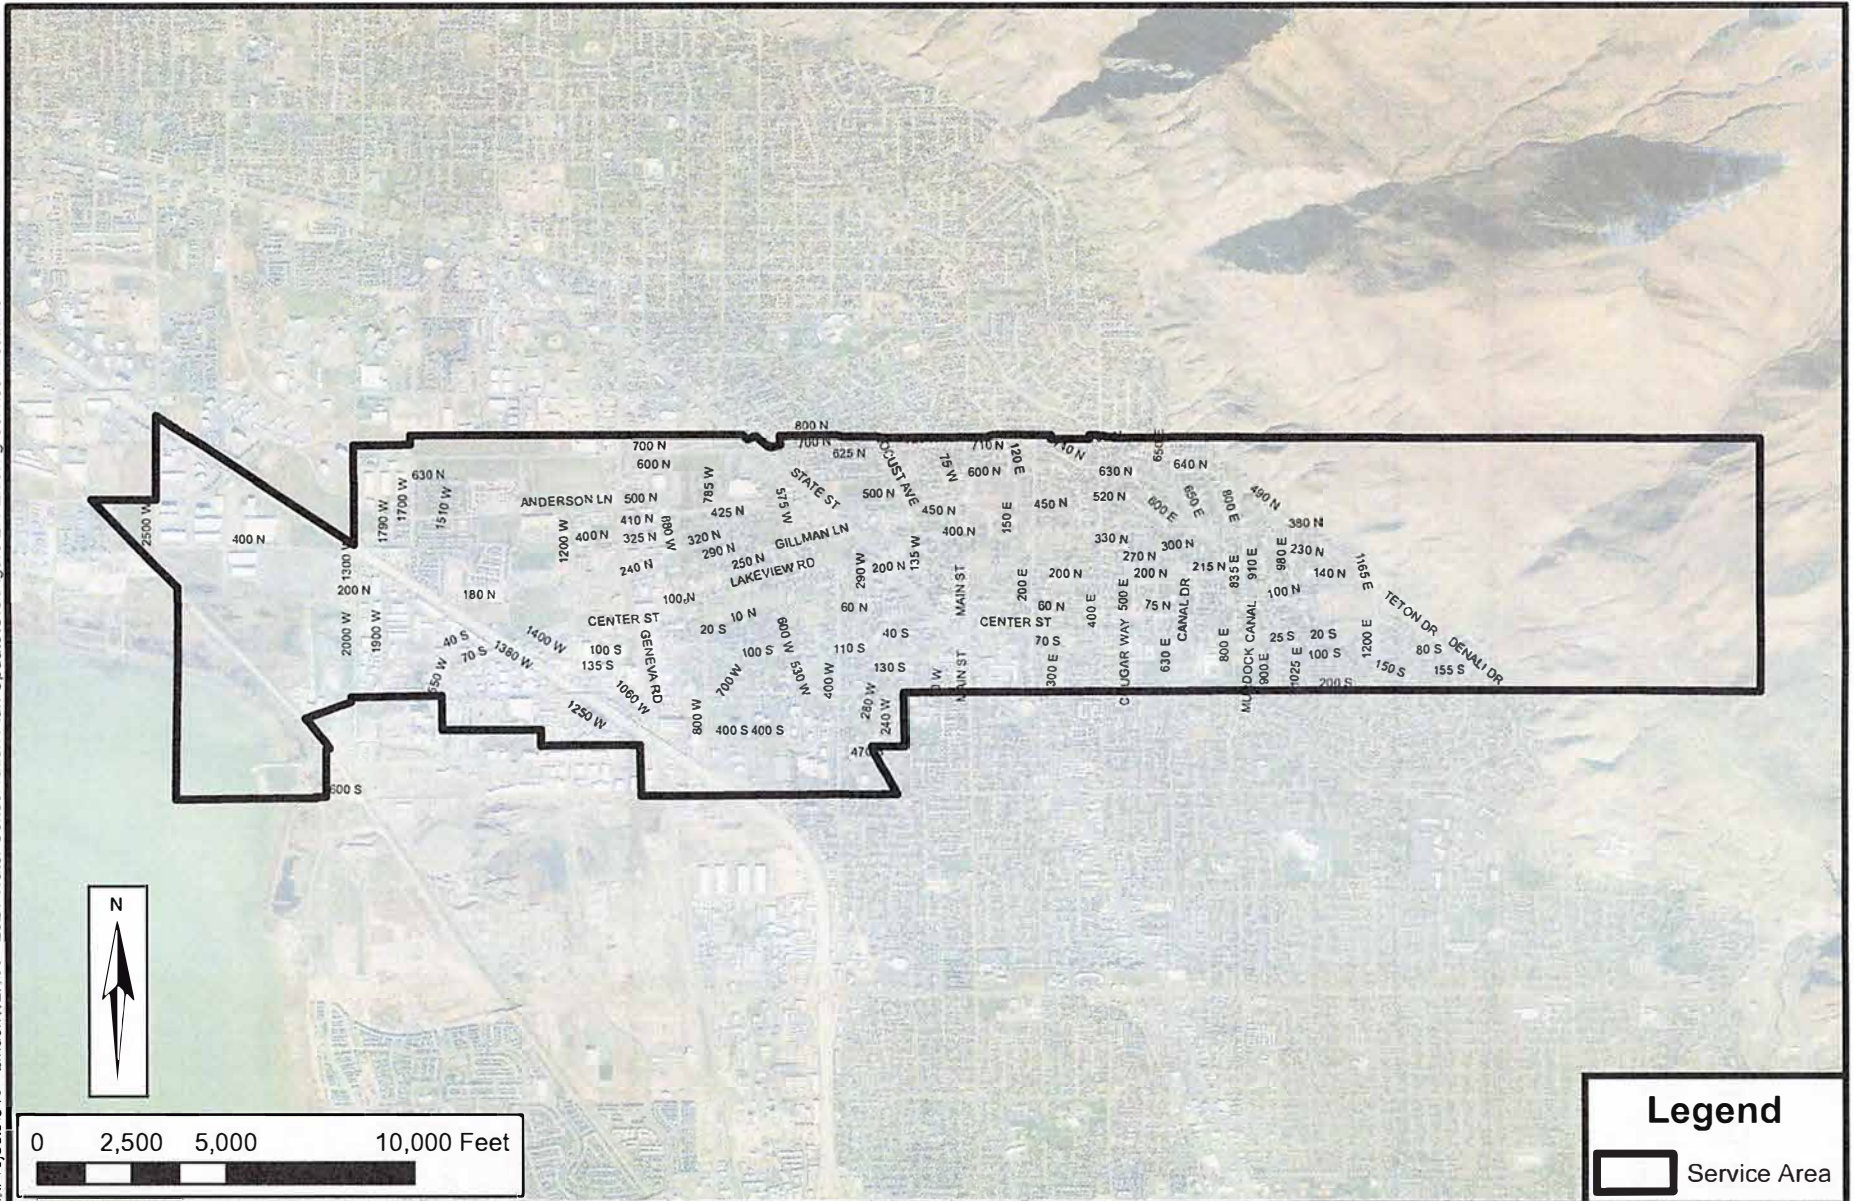 800 N
700 N
700 N
625 N
LOCUST AVE
710 N
120 E
740 N
650 E
630 N
600 N
785 W
STATE ST
575 W
75 W
600 N
630 N
640 N
1790 W
1700 W
1510 W
ANDERSON LN
500 N
500 N
450 N
150 E
450 N
520 N
600 E
650 E
800 E
490 N
2500 W
400 N
1200 W
400 N
410 N
325 N
880 W
425 N
320 N
290 N
GILLMAN LN
400 N
330 N
300 N
380 N
1300 W
240 N
250 N
LAKEVIEW RD
290 W
200 N
135 W
270 N
230 N
980 E
200 N
180 N
100 N
MAIN ST
200 E
200 N
200 N
215 N
835 E
910 E
140 N
1165 E
100 N
2000 W
1900 W
CENTER ST
10 N
60 N
CENTER ST
60 N
400 E
500 E
75 N
CANAL DR
TETON DR
40 S
70 S
1400 W
1380 W
100 S
135 S
GENEVA RD
20 S
100 S
600 W
530 W
110 S
40 S
130 S
70 S
300 E
COUGAR WAY
630 E
800 E
MURDOCK CANAL
900 E
25 S
1025 E
20 S
100 S
1200 E
150 S
80 S
155 S
DENALI DR
200 S
1250 W
1060 W
800 W
700 W
400 W
400 S
400 S
280 W
240 W
MAIN ST
470
600 S
N
0 2,500 5,000 10,000 Feet
Legend
Service Area